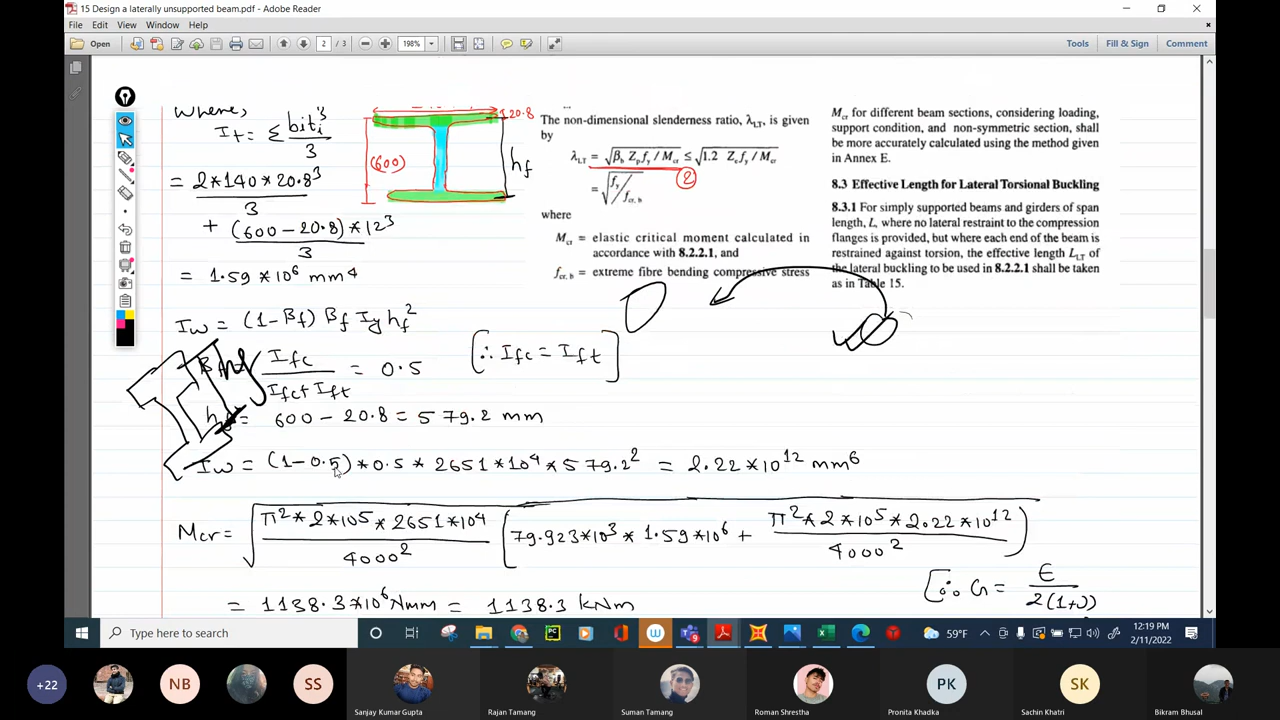 15 Design a laterally unsupported beam.pdf - Adobe Reader
File Edit View Window Help
Open 2 / 3 198% Tools Fill & Sign Comment
where,
It = Σ biti³ / 3
= 2*140*20.8³ / 3
+ (600-20.8)*12³ / 3
= 1.59*10⁶ mm⁴
20.8
(600)
hf
The non-dimensional slenderness ratio, λLT, is given
by
λLT = √βb Zp fy / Mcr ≤ √1.2 Ze fy / Mcr
②
= √fy / fcr, b
where
Mcr = elastic critical moment calculated in
accordance with 8.2.2.1, and
fcr, b = extreme fibre bending compressive stress
Mcr for different beam sections, considering loading,
support condition, and non-symmetric section, shall
be more accurately calculated using the method given
in Annex E.
8.3 Effective Length for Lateral Torsional Buckling
8.3.1 For simply supported beams and girders of span
length, L, where no lateral restraint to the compression
flanges is provided, but where each end of the beam is
restrained against torsion, the effective length LLT of
the lateral buckling to be used in 8.2.2.1 shall be taken
as in Table 15.
Iw = (1-βf) βf Iy hf²
Ifc / Ifc+Ift = 0.5 [∴ Ifc = Ift]
hf = 600-20.8 = 579.2 mm
Iw = (1-0.5)*0.5*2651*10⁴*579.2² = 2.22*10¹² mm⁶
Mcr = √π²*2*10⁵*2651*10⁴ / 4000² [79.923*10³*1.59*10⁶ + π²*2*10⁵*2.22*10¹² / 4000²]
= 1138.3*10⁶ Nmm = 1138.3 kNm
[∴ G = E / 2(1+υ)
Type here to search
59°F
12:19 PM
2/11/2022
+22 NB SS PK SK
Sanjay Kumar Gupta Rajan Tamang Suman Tamang Roman Shrestha Pronita Khadka Sachin Khatri Bikram Bhusal